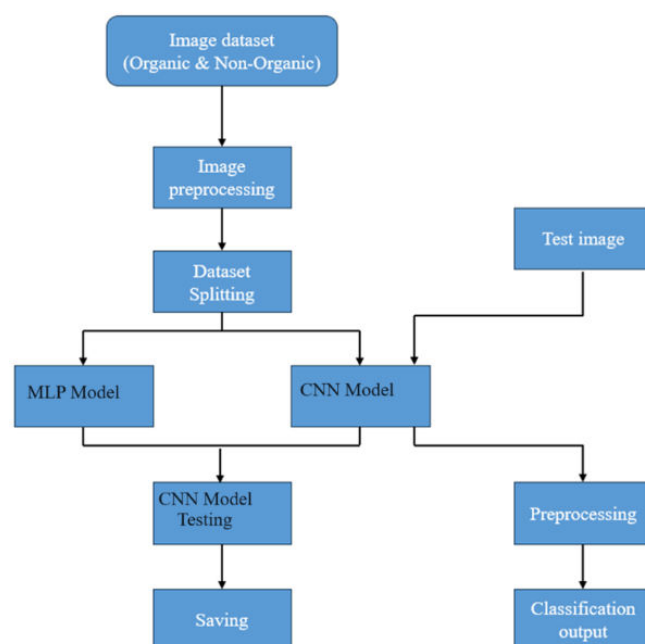 Image dataset
(Organic & Non-Organic)
Image
preprocessing
Test image
Dataset
Splitting
MLP Model
CNN Model
CNN Model
Testing
Preprocessing
Saving
Classification
output